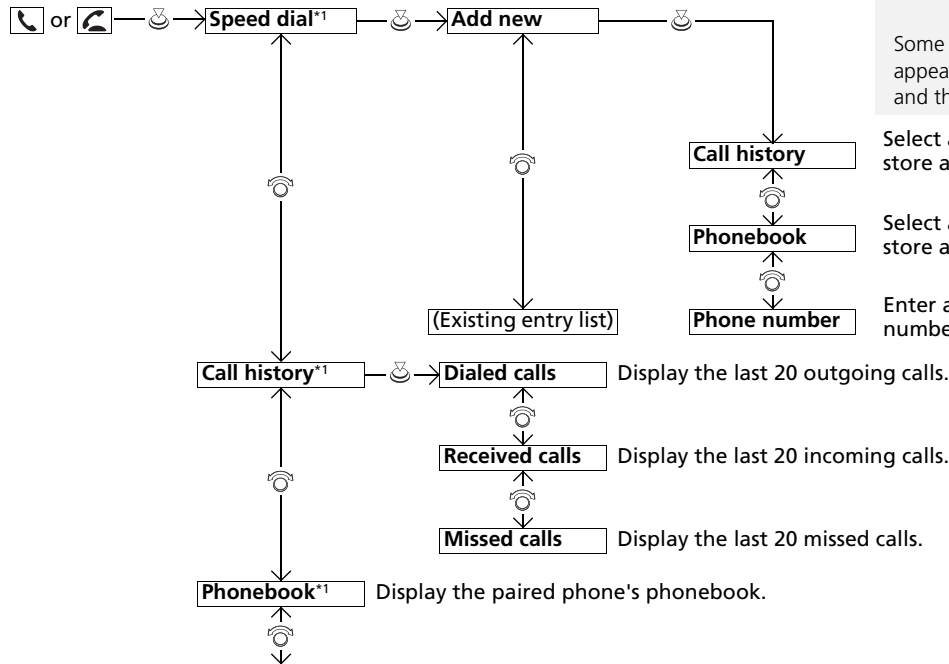 or Speed dial*1 Add new
Some
appea
and th
Call history
Select a
store a
Phonebook
Select a
store a
(Existing entry list)
Phone number
Enter a
numbe
Call history*1 Dialed calls Display the last 20 outgoing calls.
Received calls Display the last 20 incoming calls.
Missed calls Display the last 20 missed calls.
Phonebook*1 Display the paired phone's phonebook.